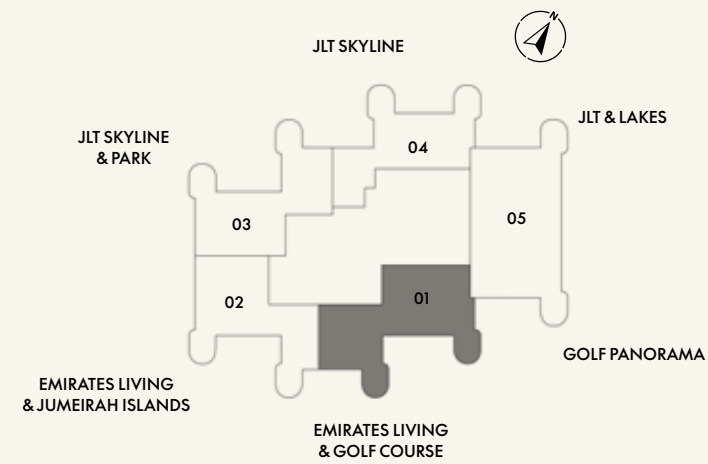 N
JLT SKYLINE
JLT & LAKES
JLT SKYLINE
& PARK
04
03
05
02
01
GOLF PANORAMA
EMIRATES LIVING
& JUMEIRAH ISLANDS
EMIRATES LIVING
& GOLF COURSE